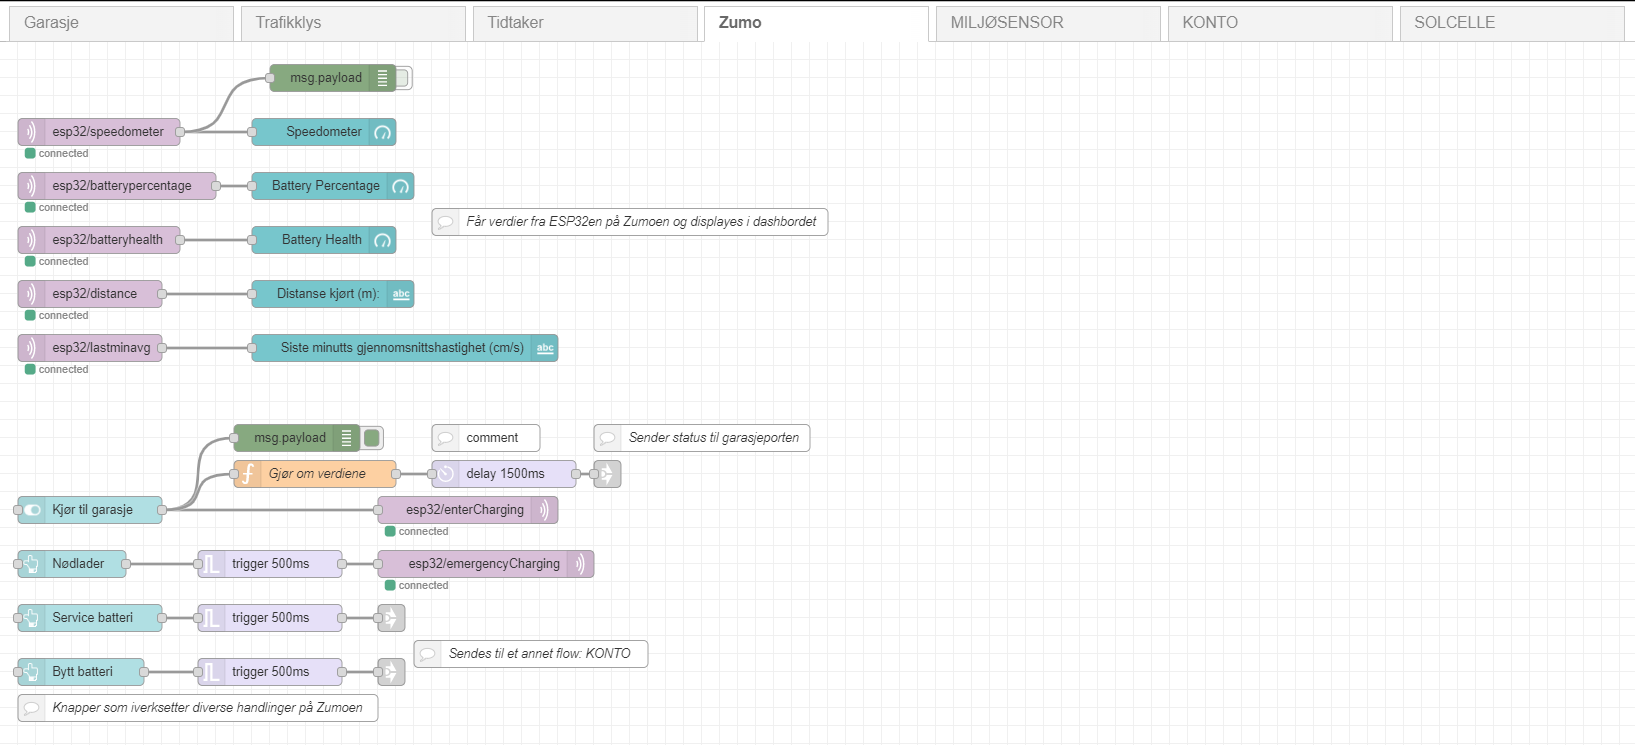 Garasje
Trafikklys
Tidtaker
Zumo
MILJØSENSOR
KONTO
SOLCELLE
msg.payload
esp32/speedometer
Speedometer
connected
esp32/batterypercentage
Battery Percentage
connected
Får verdier fra ESP32en på Zumoen og displayes i dashbordet
esp32/batteryhealth
Battery Health
connected
esp32/distance
Distanse kjørt (m):
abc
connected
esp32/lastminavg
Siste minutts gjennomsnittshastighet (cm/s)
abc
connected
msg.payload
comment
Sender status til garasjeporten
Gjør om verdiene
delay 1500ms
Kjør til garasje
esp32/enterCharging
connected
Nødlader
trigger 500ms
esp32/emergencyCharging
connected
Service batteri
trigger 500ms
Sendes til et annet flow: KONTO
Bytt batteri
trigger 500ms
Knapper som iverksetter diverse handlinger på Zumoen